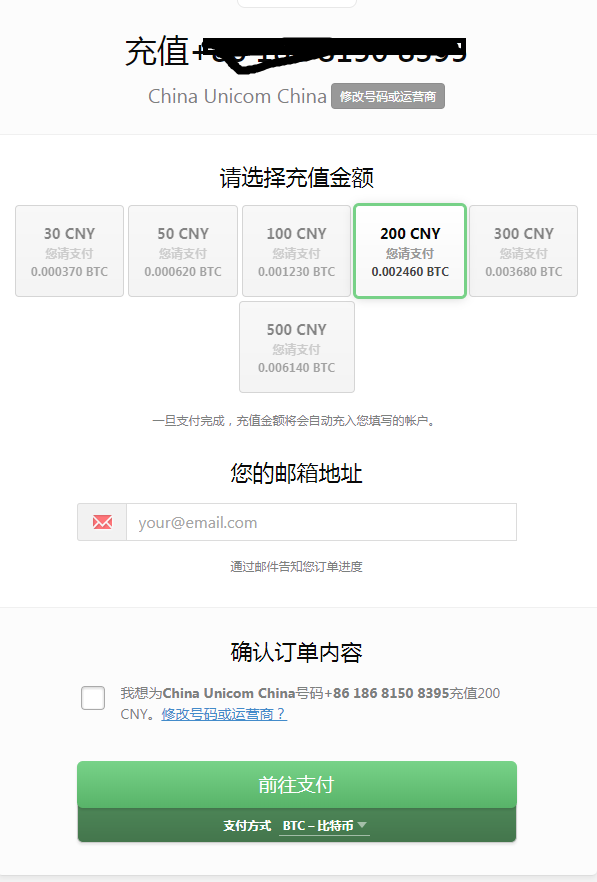 充值+
China Unicom China 修改号码或运营商
请选择充值金额
30 CNY
您请支付
0.000370 BTC
50 CNY
您请支付
0.000620 BTC
100 CNY
您请支付
0.001230 BTC
200 CNY
您请支付
0.002460 BTC
300 CNY
您请支付
0.003680 BTC
500 CNY
您请支付
0.006140 BTC
一旦支付完成，充值金额将会自动充入您填写的帐户。
您的邮箱地址
your@email.com
通过邮件告知您订单进度
确认订单内容
我想为China Unicom China号码+86 186 8150 8395充值200
CNY。修改号码或运营商？
前往支付
支付方式 BTC – 比特币